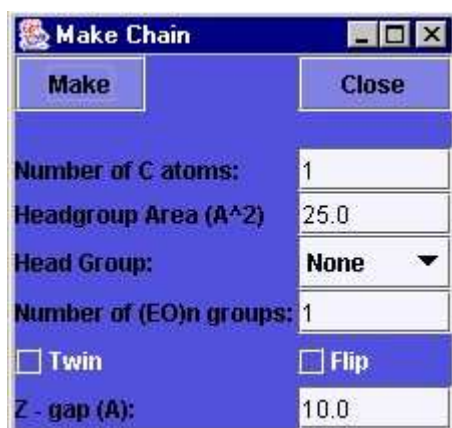 Make Chain
Make Close
Number of C atoms: 1
Headgroup Area (A^2) 25.0
Head Group: None
Number of (EO)n groups: 1
Twin Flip
Z - gap (A): 10.0